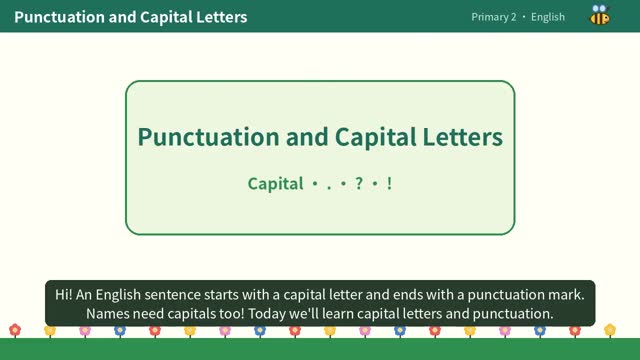 Punctuation and Capital Letters
Primary 2 • English
Punctuation and Capital Letters
Capital • . • ? • !
Hi! An English sentence starts with a capital letter and ends with a punctuation mark.
Names need capitals too! Today we'll learn capital letters and punctuation.